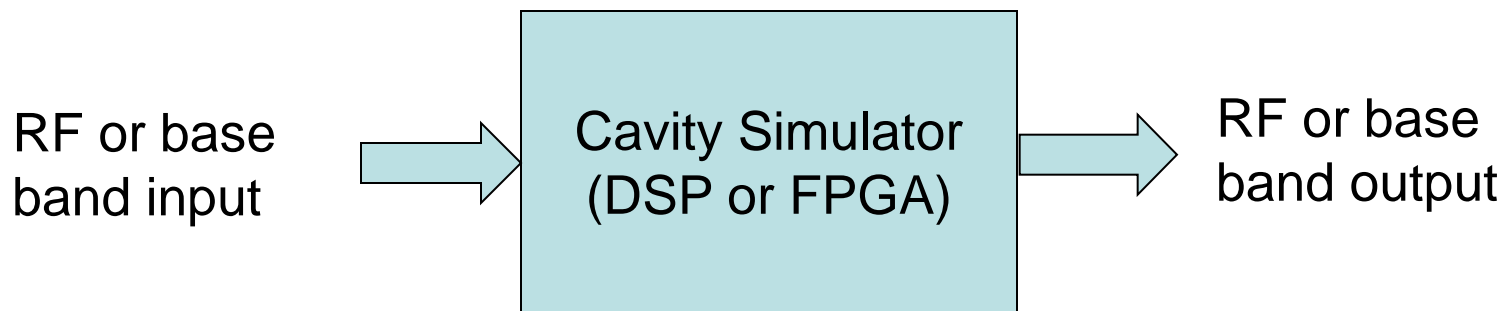 RF or base
band input
Cavity Simulator
(DSP or FPGA)
RF or base
band output